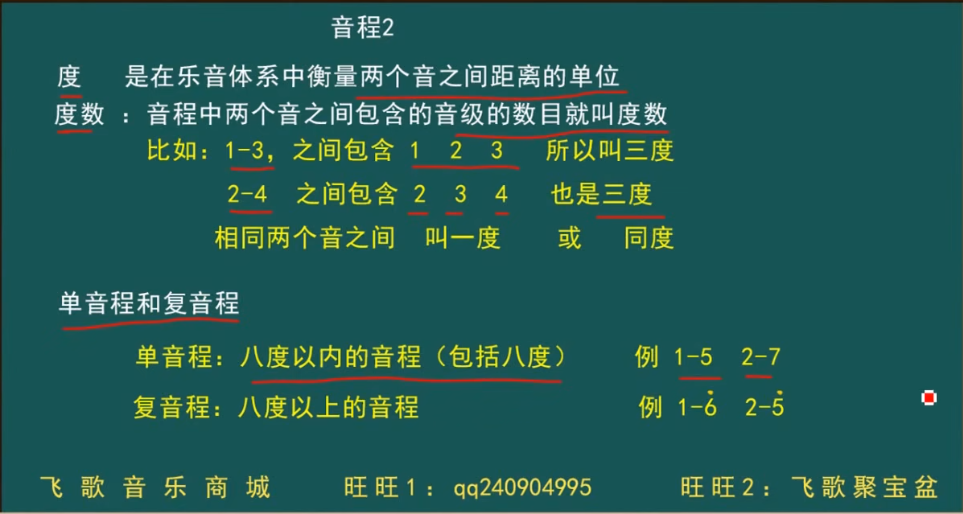 音程2
度 是在乐音体系中衡量两个音之间距离的单位
度数 : 音程中两个音之间包含的音级的数目就叫度数
比如: 1-3, 之间包含 1 2 3 所以叫三度
2-4 之间包含 2 3 4 也是三度
相同两个音之间 叫一度 或 同度
单音程和复音程
单音程: 八度以内的音程（包括八度） 例 1-5 2-7
复音程: 八度以上的音程 例 1-6̇ 2-5̇
飞歌音乐商城 旺旺1: qq240904995 旺旺2: 飞歌聚宝盆